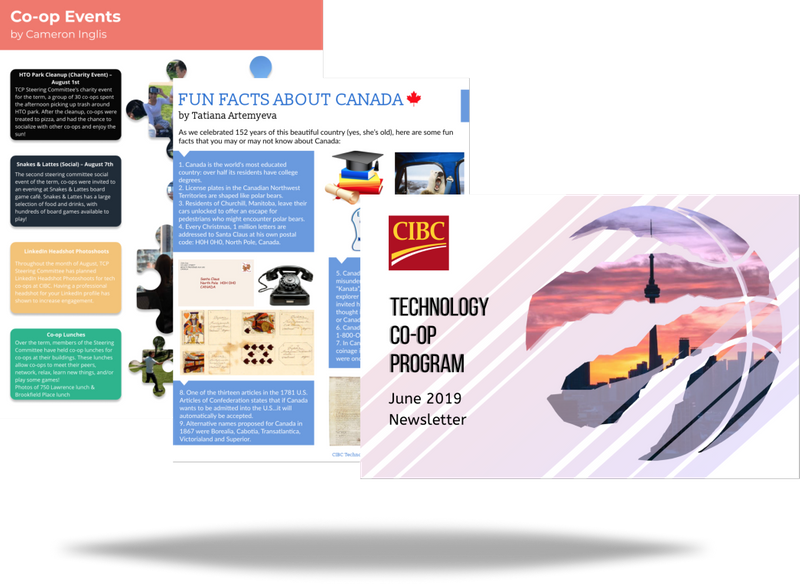 Co-op Events
by Cameron Inglis
HTO Park Cleanup (Charity Event) –
August 1st
TCP Steering Committee's charity event
for the term, a group of 30 co-ops spent
the afternoon picking up trash around
HTO park. After the cleanup, co-ops were
treated to pizza, and had the chance to
socialize with other co-ops and enjoy the
sun!
Snakes & Lattes (Social) – August 7th
The second steering committee social
event of the term, co-ops were invited to
an evening at Snakes & Lattes board
game café. Snakes & Lattes has a large
selection of food and drinks, with
hundreds of board games available to
play!
LinkedIn Headshot Photoshoots
Throughout the month of August, TCP
Steering Committee has planned
LinkedIn Headshot Photoshoots for
co-ops at CIBC. Having a professional
headshot for your LinkedIn profile has
shown to increase engagement.
Co-op Lunches
Over the term, members of the Steering
Committee have held co-op lunches for
co-ops at their buildings. These lunches
allow co-ops to meet their peers,
network, relax, learn new things, and/or
play some games!
Photos of 750 Lawrence lunch &
Brookfield Place lunch
FUN FACTS ABOUT CANADA
by Tatiana Artemyeva
As we celebrated 152 years of this beautiful country (yes, she's old), here are some fun
facts that you may or may not know about Canada:
1. Canada is the world's most educated
country: over half its residents have college
degrees.
2. License plates in the Canadian Northwest
Territories are shaped like polar bears.
3. Residents of Churchill, Manitoba, leave their
cars unlocked to offer an escape for
pedestrians who might encounter polar bears.
4. Every Christmas, 1 million letters are
addressed to Santa Claus at his own postal
code: H0H 0H0, North Pole, Canada.
Santa Claus
North Pole H0H 0H0
CANADA
5. Canad
misunde
"Kanata"
explorer
invited h
thought
or Canad
6. Canad
1-800-O
7. In Can
coinage
were on
8. One of the thirteen articles in the 1781 U.S.
Articles of Confederation states that if Canada
wants to be admitted into the U.S...it will
automatically be accepted.
9. Alternative names proposed for Canada in
1867 were Borealia, Cabotia, Transatlantica,
Victorialand and Superior.
CIBC Techno
CIBC
TECHNOLOGY
CO-OP
PROGRAM
June 2019
Newsletter